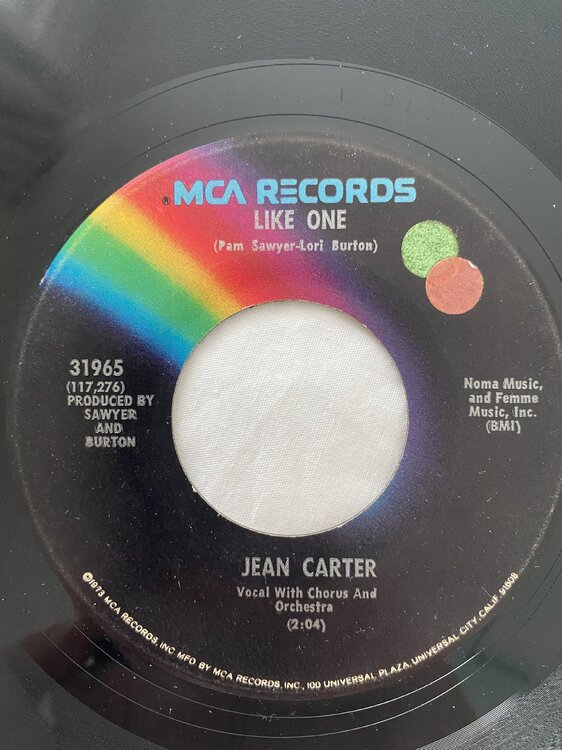 ® MCA RECORDS
LIKE ONE
(Pam Sawyer-Lori Burton)
31965
(117,276)
PRODUCED BY
SAWYER
AND
BURTON
Noma Music,
and Femme
Music, Inc.
(BMI)
JEAN CARTER
Vocal With Chorus And
Orchestra
(2:04)
©1973 MCA RECORDS, INC MFD BY MCA RECORDS, INC., 100 UNIVERSAL PLAZA, UNIVERSAL CITY, CALIF. 91608